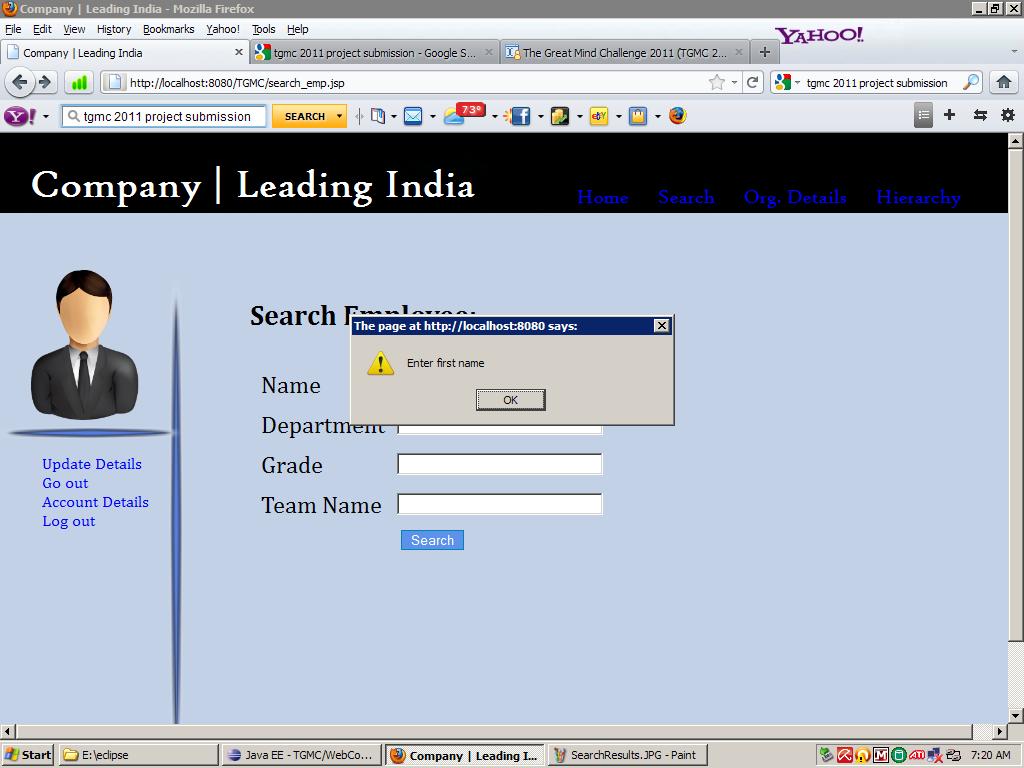 Company | Leading India - Mozilla Firefox
File Edit View History Bookmarks Yahoo! Tools Help
YAHOO!
Company | Leading India
tgmc 2011 project submission - Google S...
The Great Mind Challenge 2011 (TGMC 2...
http://localhost:8080/TGMC/search_emp.jsp
tgmc 2011 project submission
Y! tgmc 2011 project submission SEARCH 73° ebY
Company | Leading India
Home Search Org. Details Hierarchy
Search
The page at http://localhost:8080 says:
Enter first name
OK
Name
Department
Grade
Team Name
Search
Update Details
Go out
Account Details
Log out
Start E:\eclipse Java EE - TGMC/WebCo... Company | Leading I... SearchResults.JPG - Paint 7:20 AM